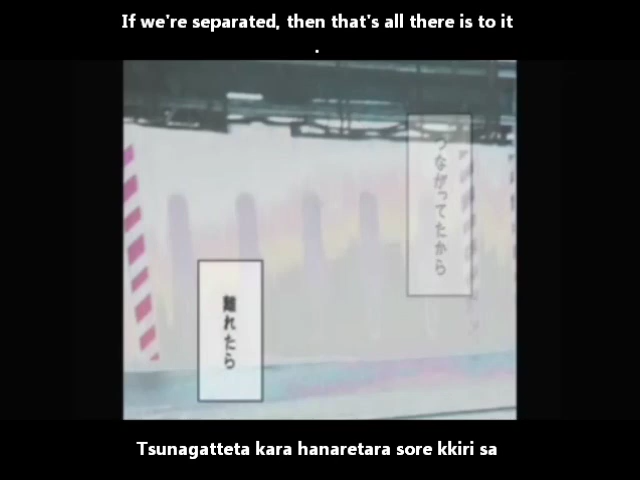 If we're separated, then that's all there is to it
.
つながってたから
離れたら
Tsunagatteta kara hanaretara sore kkiri sa